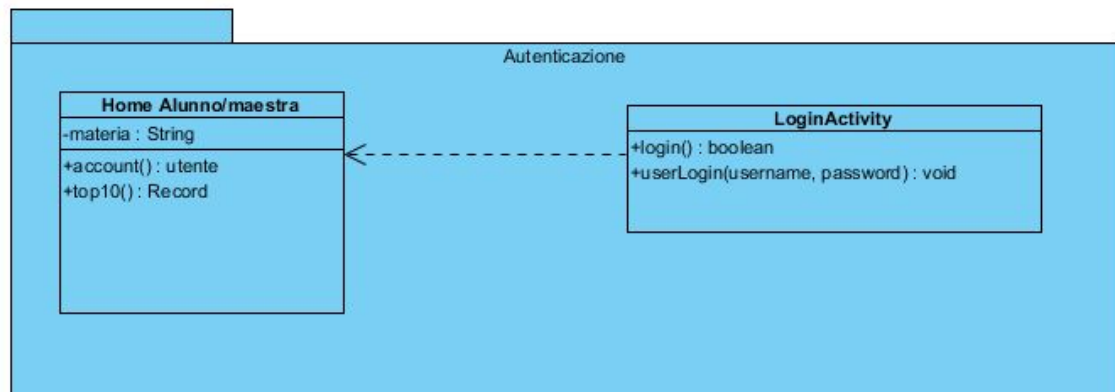 Autenticazione
Home Alunno/maestra
-materia : String
+account() : utente
+top10() : Record
LoginActivity
+login() : boolean
+userLogin(username, password) : void